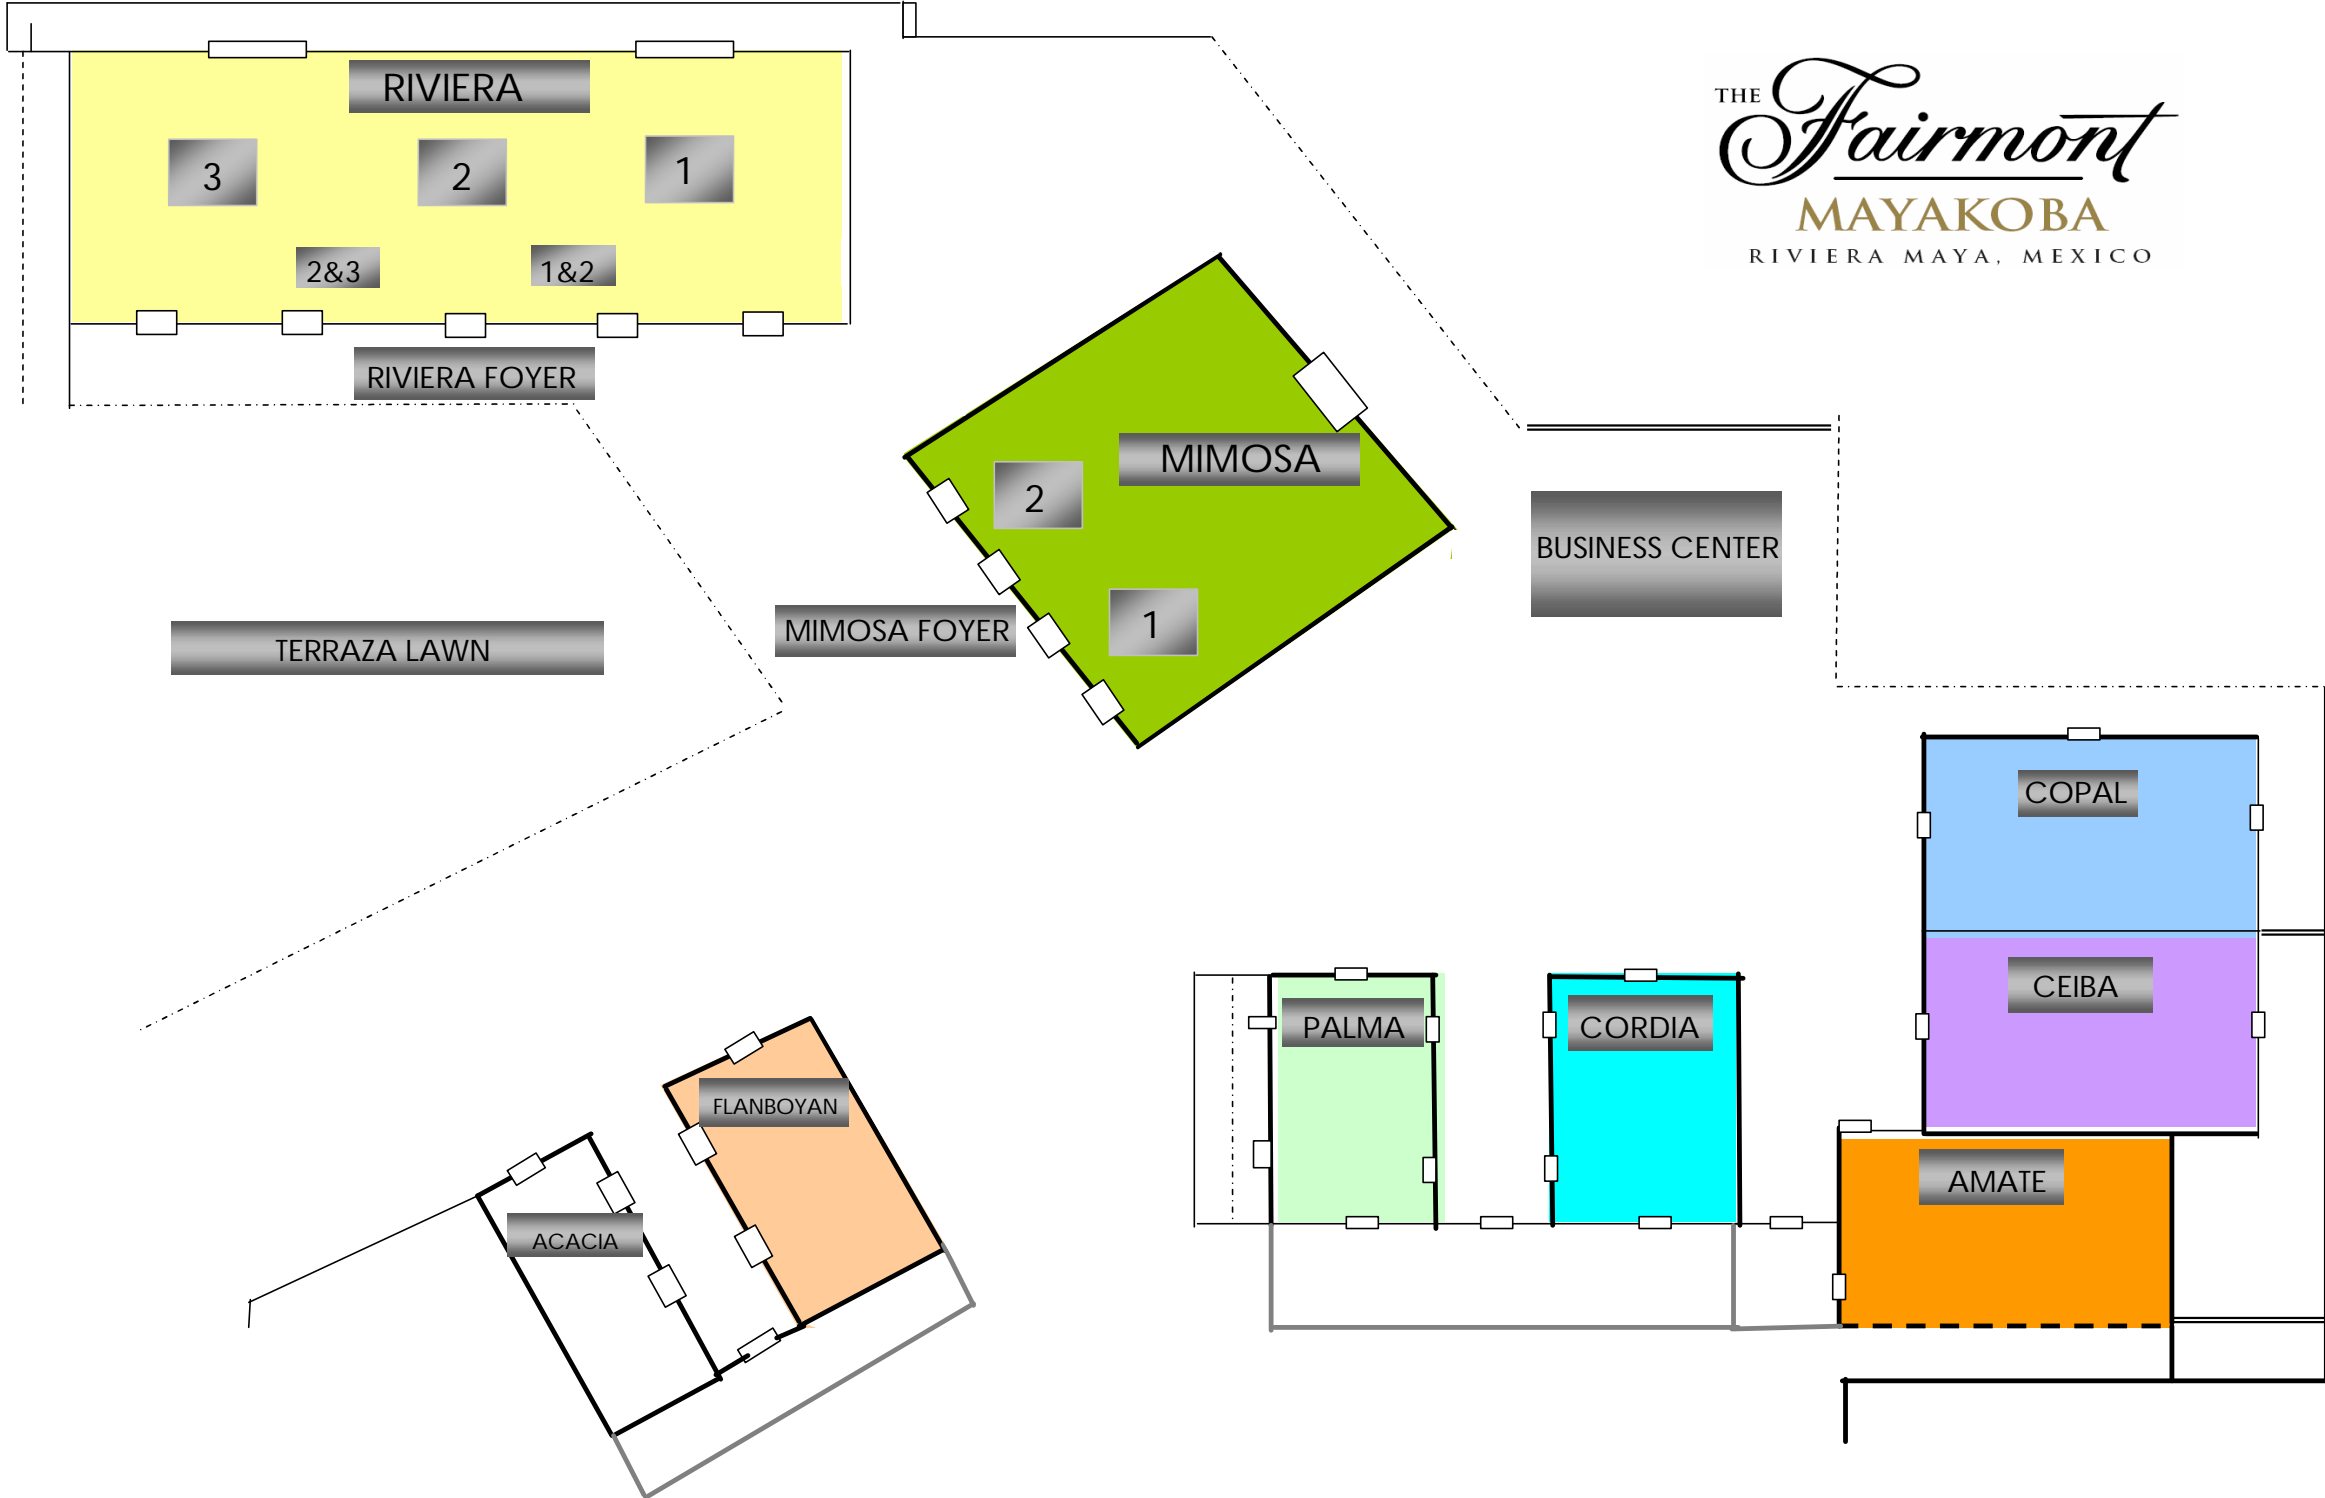 RIVIERA
3
2
1
2&3
1&2
RIVIERA FOYER
THE Fairmont
MAYAKOBA
RIVIERA MAYA, MEXICO
MIMOSA
2
1
MIMOSA FOYER
BUSINESS CENTER
TERRAZA LAWN
COPAL
CEIBA
PALMA
CORDIA
AMATE
FLANBOYAN
ACACIA